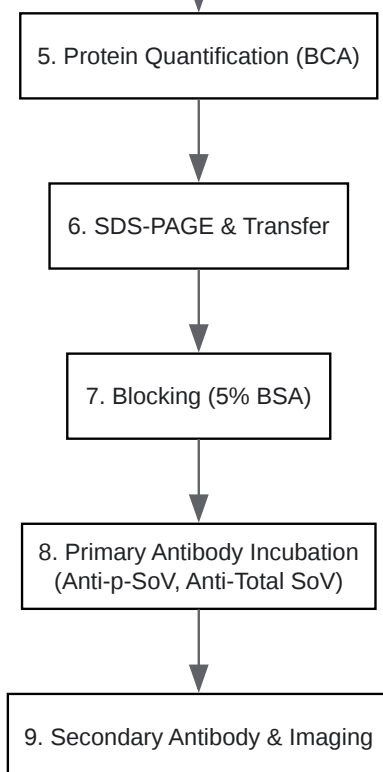 5. Protein Quantification (BCA)
6. SDS-PAGE & Transfer
7. Blocking (5% BSA)
8. Primary Antibody Incubation
(Anti-p-SoV, Anti-Total SoV)
9. Secondary Antibody & Imaging